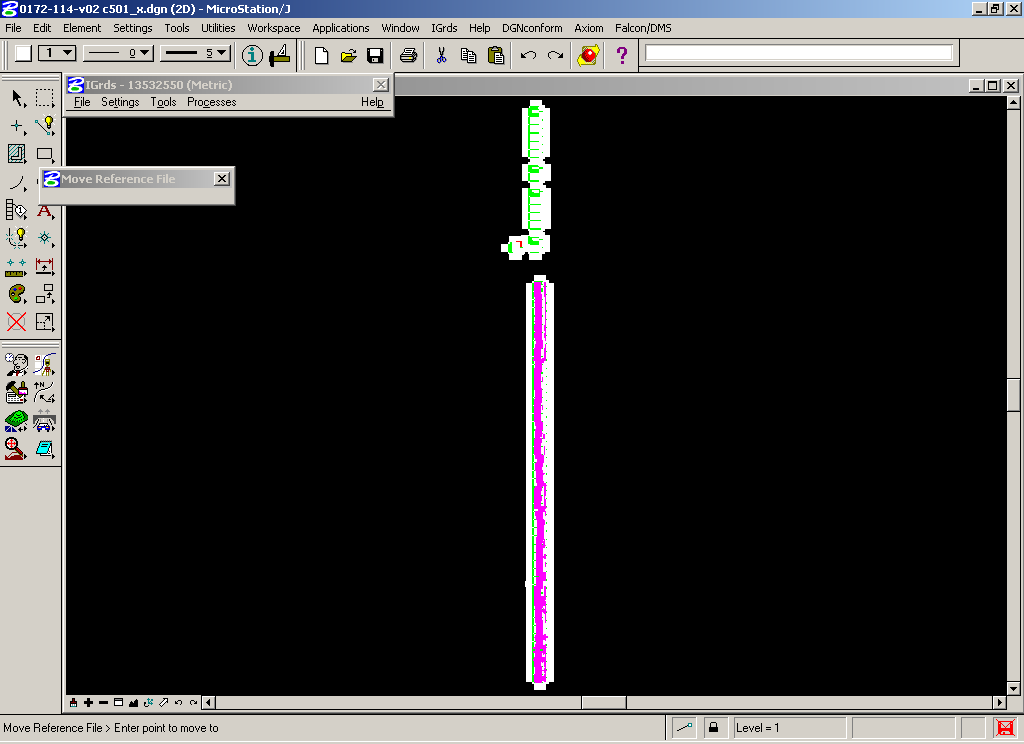 0172-114-v02 c501_x.dgn (2D) - MicroStation/J
File Edit Element Settings Tools Utilities Workspace Applications Window IGrds Help DGNconform Axiom Falcon/DMS
1 0 5
IGrds - 13532550 (Metric)
File Settings Tools Processes Help
Move Reference File
Move Reference File > Enter point to move to
Level = 1